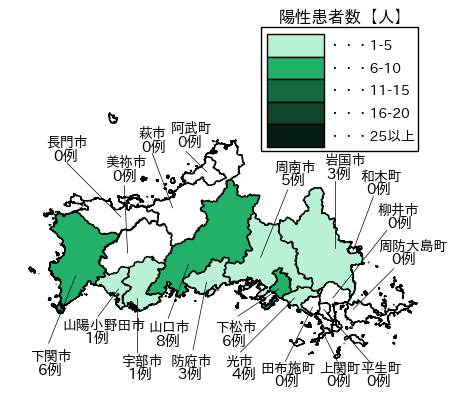 陽性患者数【人】
・・・1-5
・・・6-10
・・・11-15
・・・16-20
・・・25以上
阿武町
0例
萩市
0例
長門市
0例
美祢市
0例
周南市
5例
岩国市
3例
和木町
0例
柳井市
0例
周防大島町
0例
山陽小野田市
1例
山口市
8例
下松市
6例
下関市
6例
宇部市
1例
防府市
3例
光市
4例
田布施町
0例
上関町
0例
平生町
0例